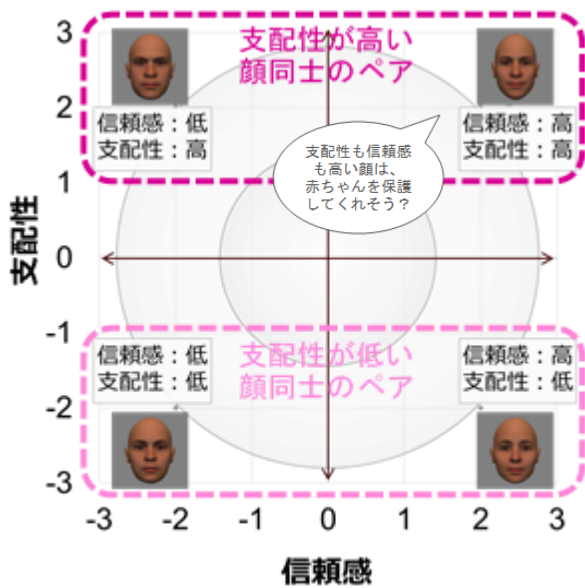 3
支配性が高い
顔同士のペア
2
信頼感：低
支配性：高
信頼感：高
支配性：高
支配性も信頼感
も高い顔は、
赤ちゃんを保護
してくれそう？
1
支配性
0
-1
信頼感：低
支配性：低
支配性が低い
顔同士のペア
信頼感：高
支配性：低
-2
-3
-3 -2 -1 0 1 2 3
信頼感